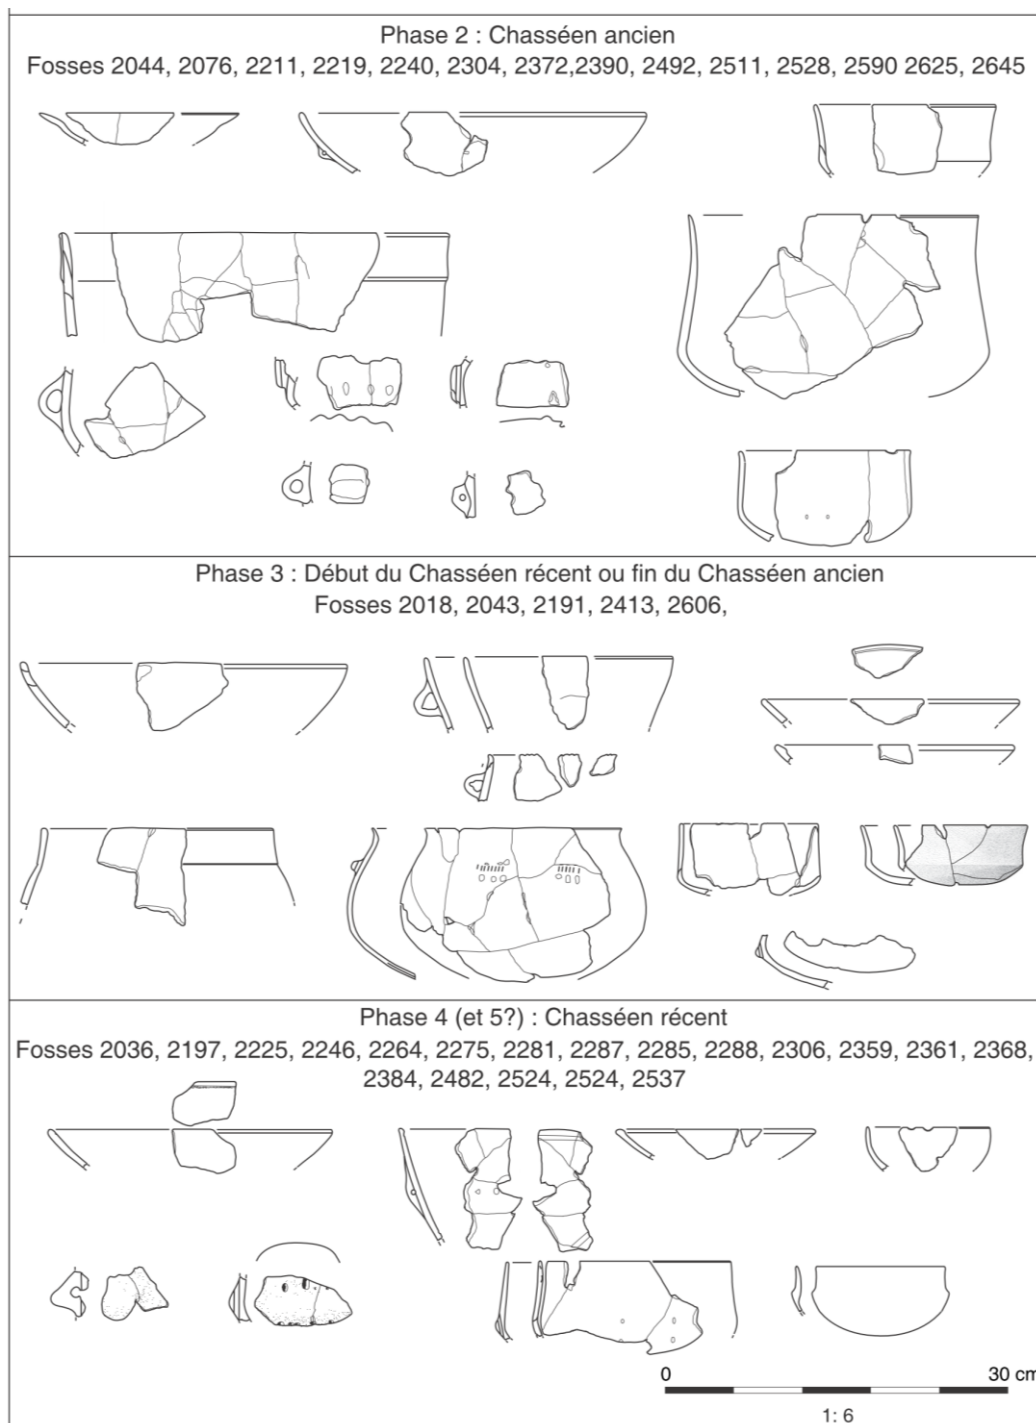 Phase 2 : Chasséen ancien
Fosses 2044, 2076, 2211, 2219, 2240, 2304, 2372,2390, 2492, 2511, 2528, 2590 2625, 2645
Phase 3 : Début du Chasséen récent ou fin du Chasséen ancien
Fosses 2018, 2043, 2191, 2413, 2606,
Phase 4 (et 5?) : Chasséen récent
Fosses 2036, 2197, 2225, 2246, 2264, 2275, 2281, 2287, 2285, 2288, 2306, 2359, 2361, 2368,
2384, 2482, 2524, 2524, 2537
0 30 cm
1: 6